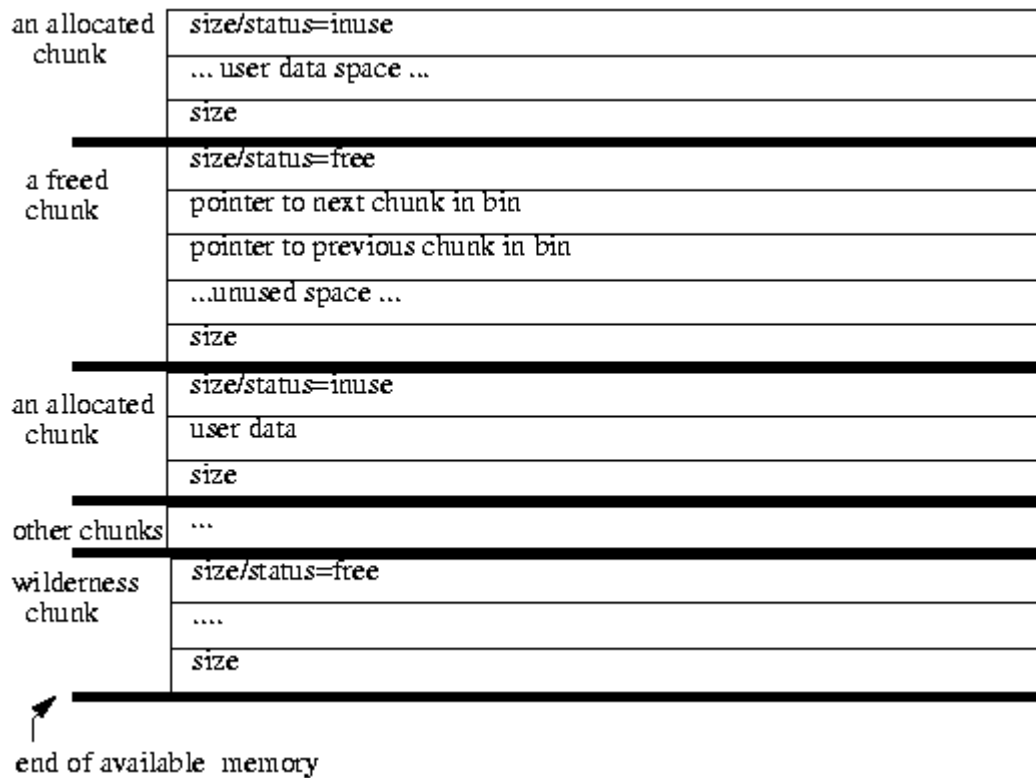 an allocated
chunk
size/status=inuse
... user data space ...
size
a freed
chunk
size/status=free
pointer to next chunk in bin
pointer to previous chunk in bin
...unused space ...
size
an allocated
chunk
size/status=inuse
user data
size
other chunks
...
wilderness
chunk
size/status=free
....
size
end of available memory